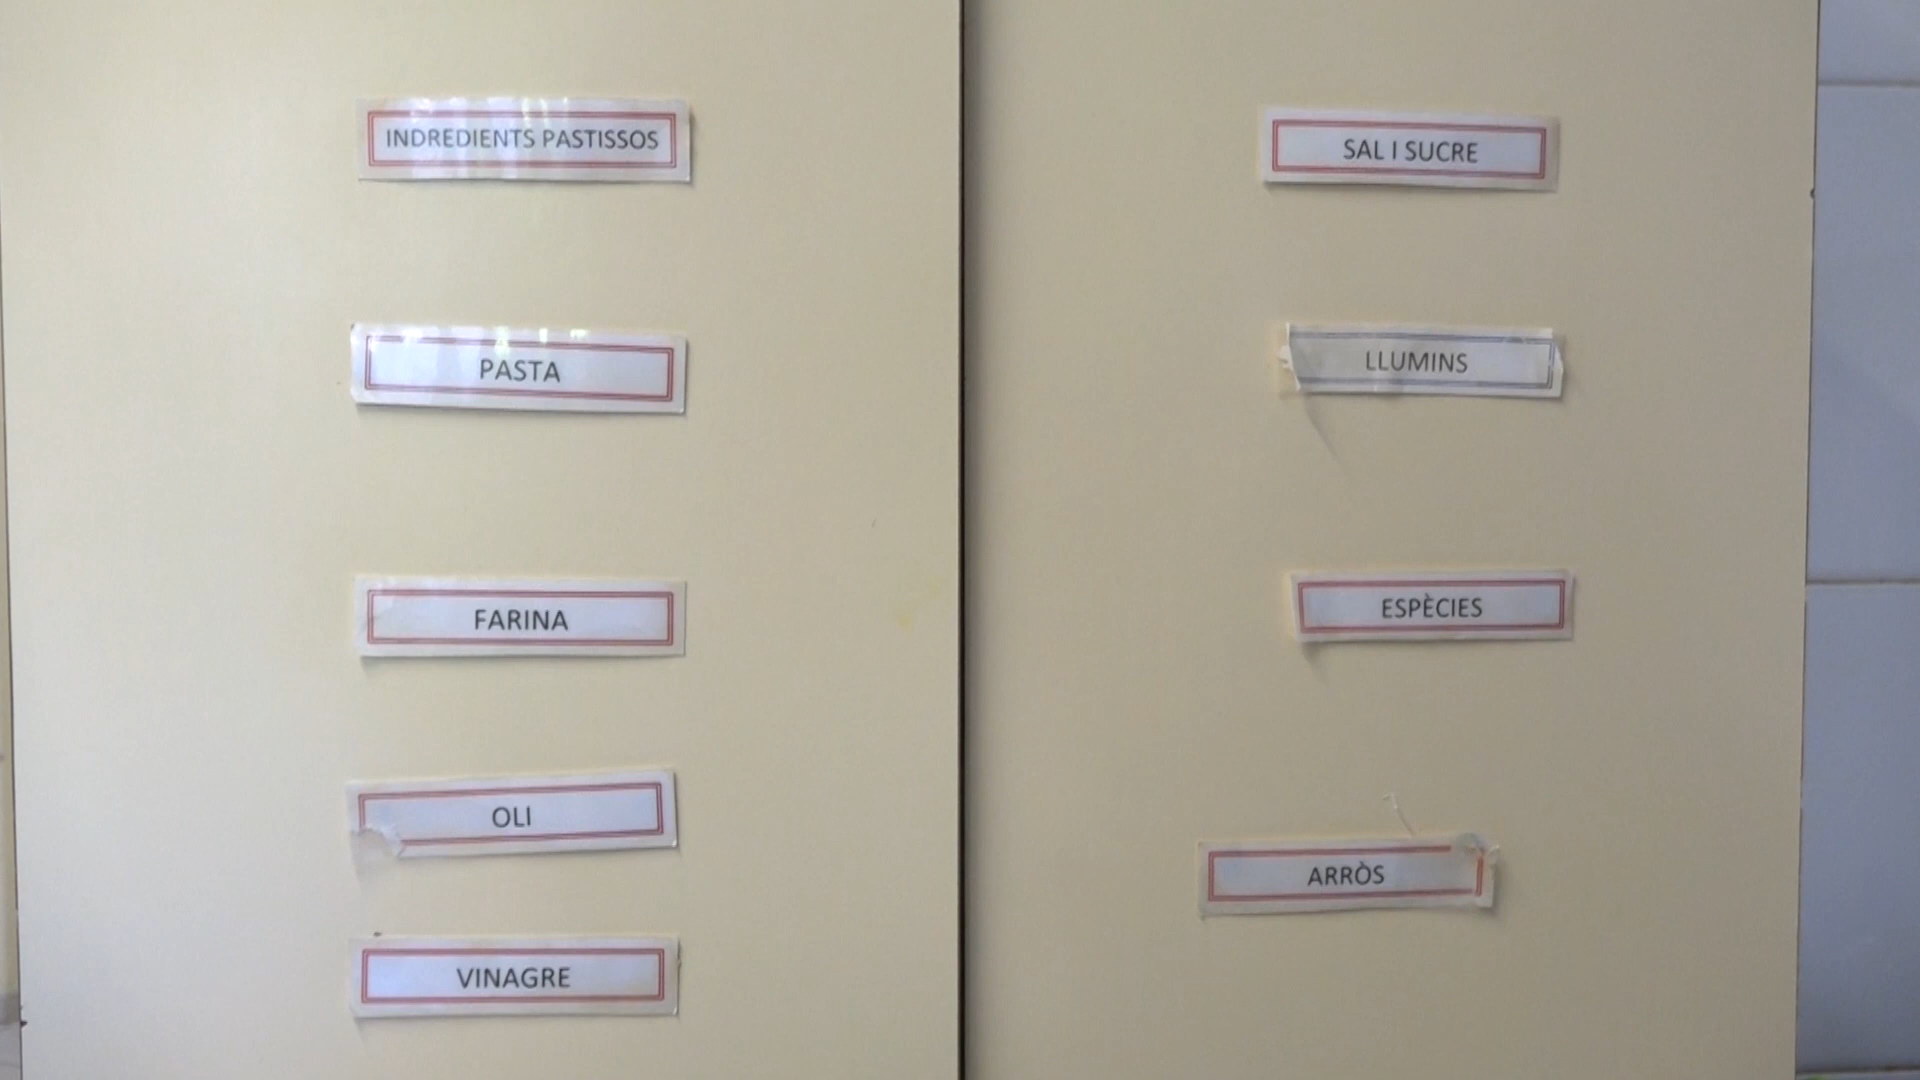 INDREDIENTS PASTISSOS
PASTA
FARINA
OLI
VINAGRE
SAL I SUCRE
LLUMINS
ESPÈCIES
ARRÒS